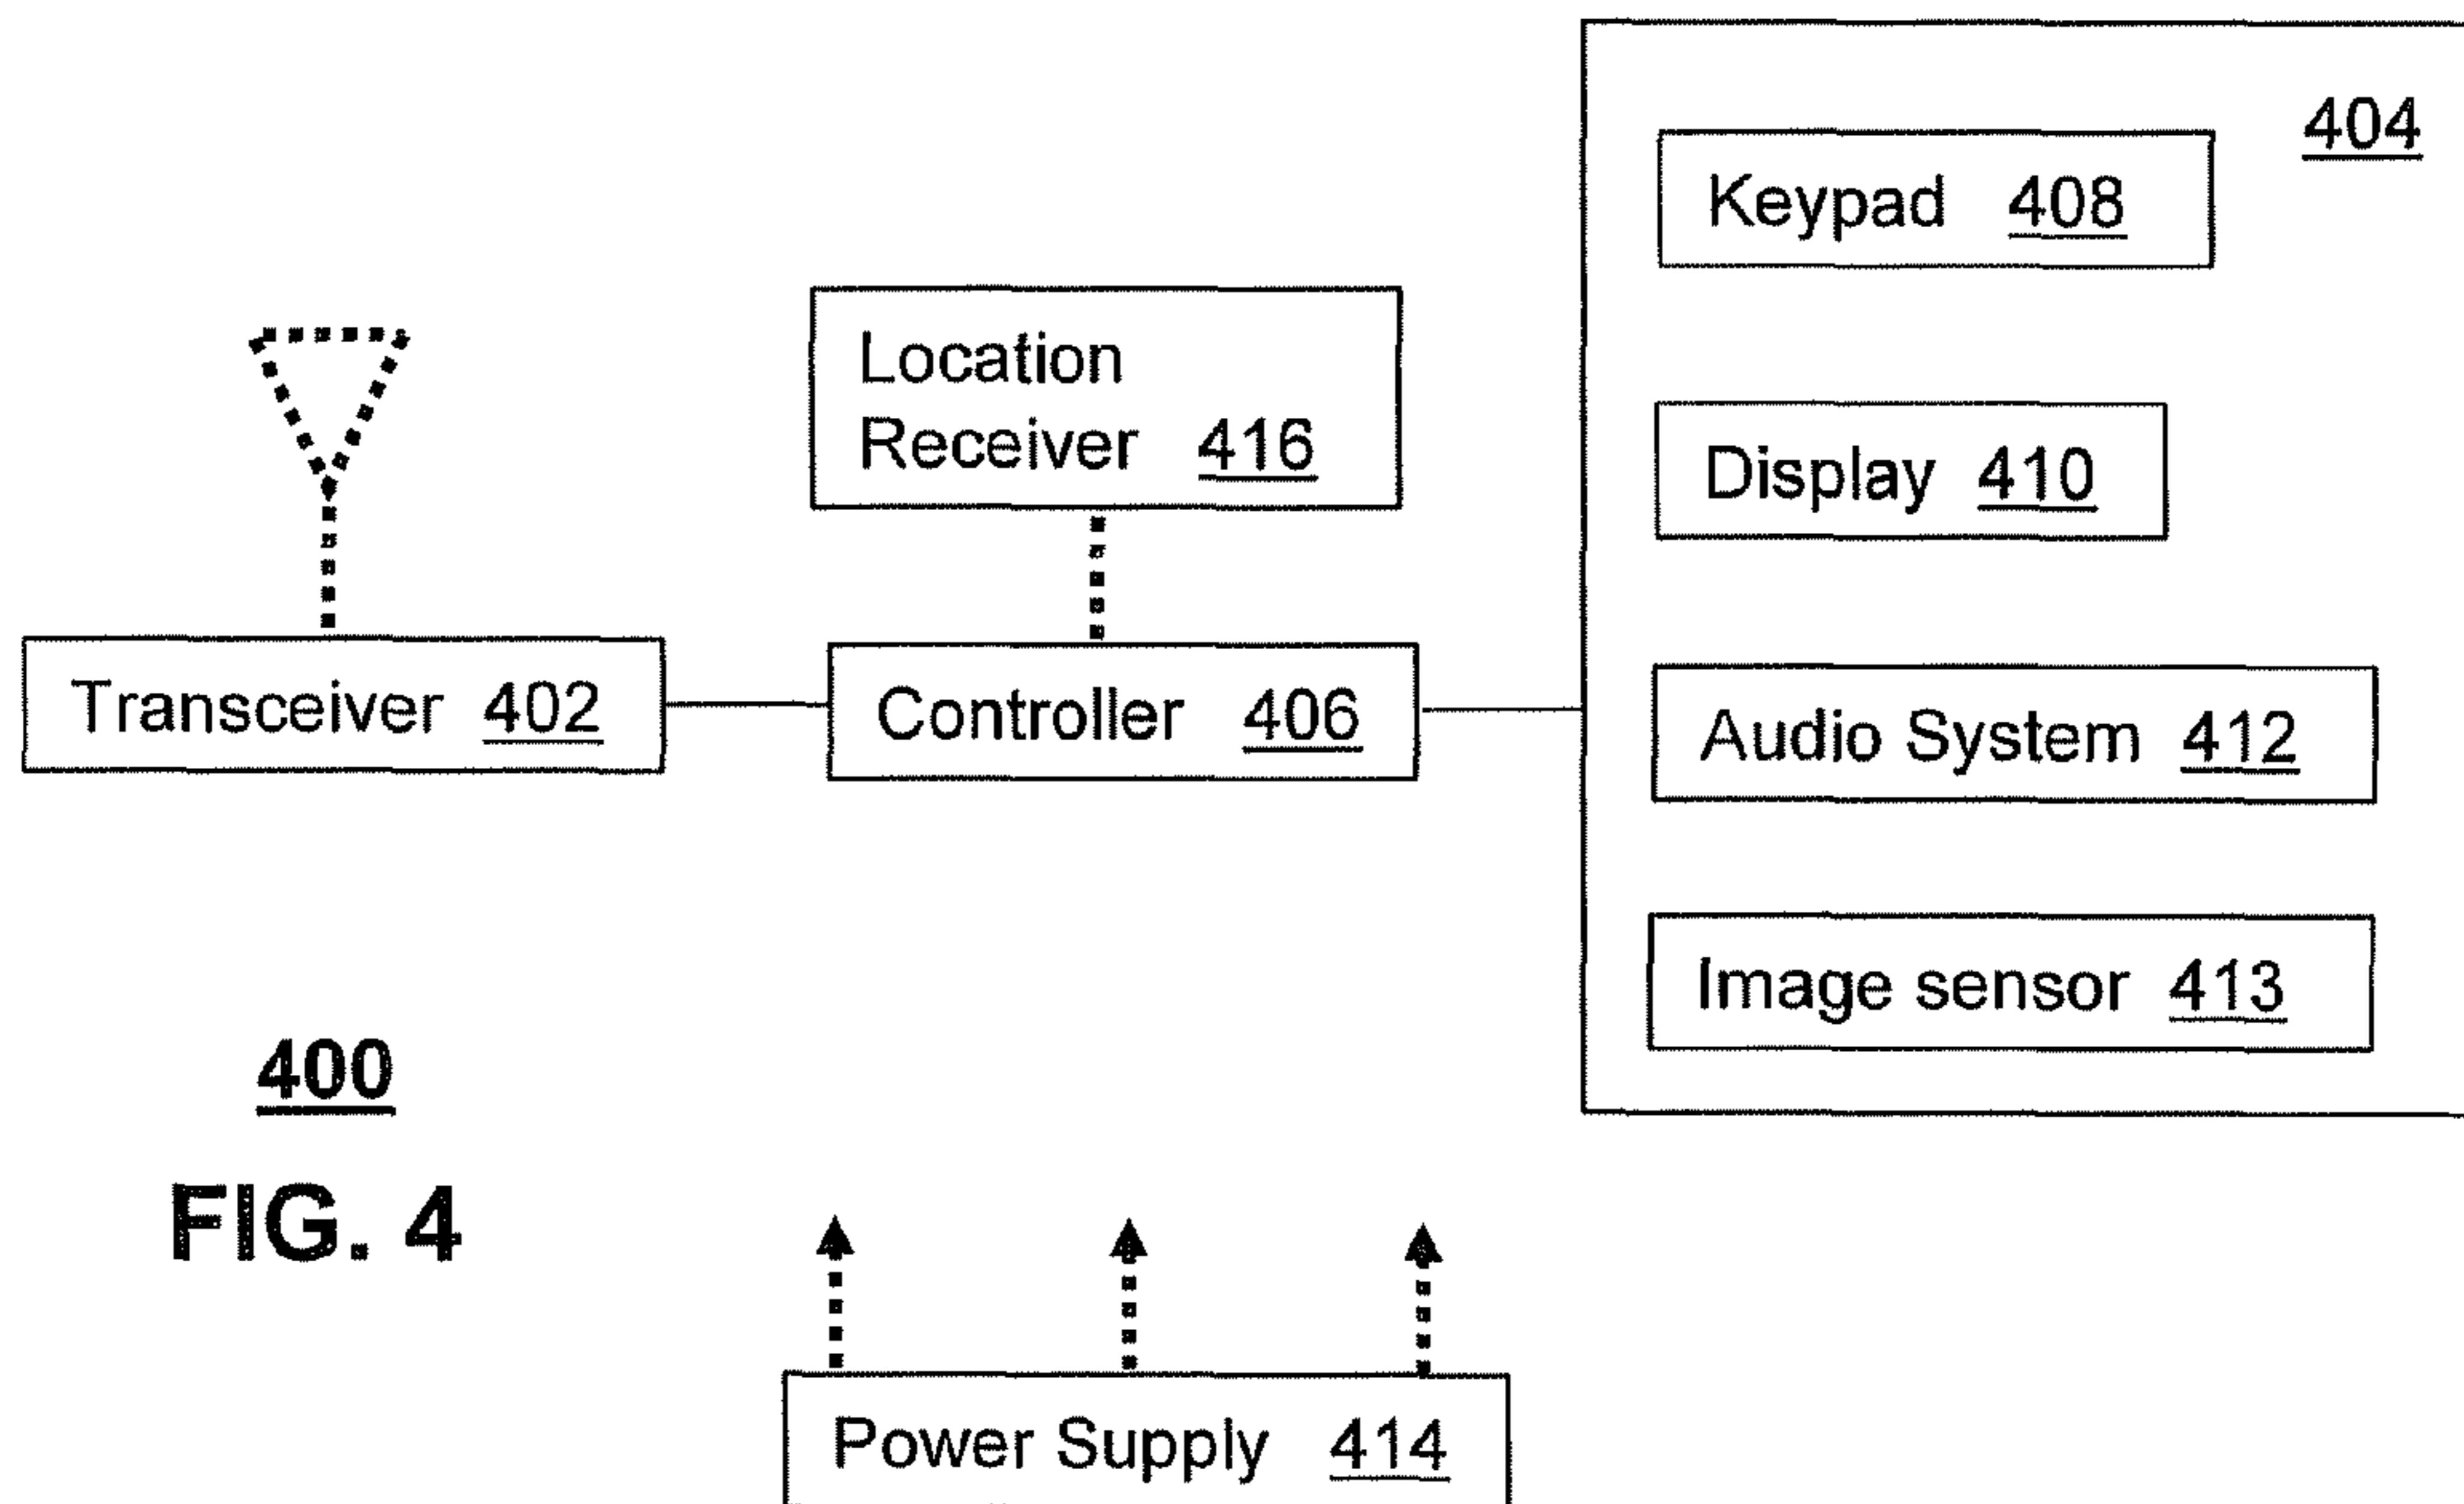 404
Keypad 408
Location
Receiver 416
Display 410
Transceiver 402
Controller 406
Audio System 412
Image sensor 413
400
FIG. 4
Power Supply 414